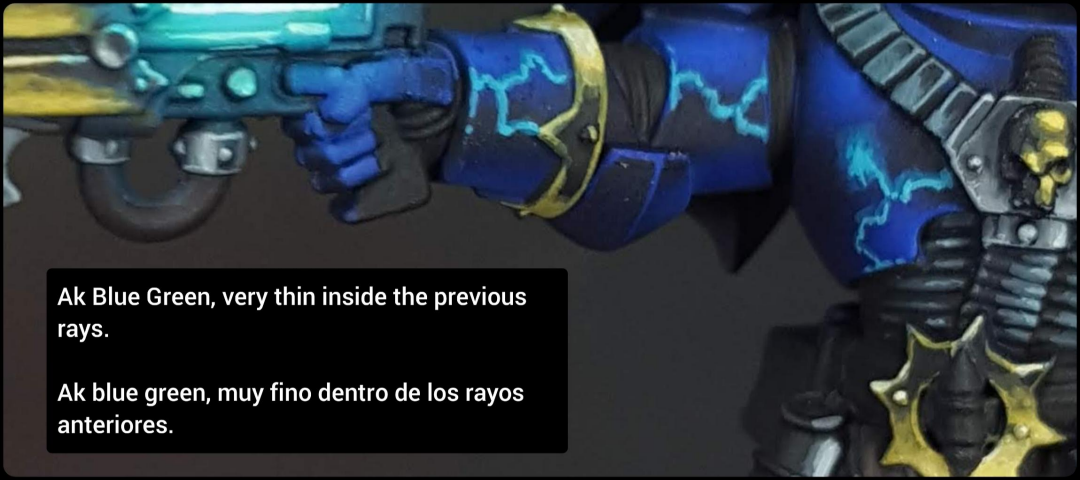 Ak Blue Green, very thin inside the previous
rays.
Ak blue green, muy fino dentro de los rayos
anteriores.